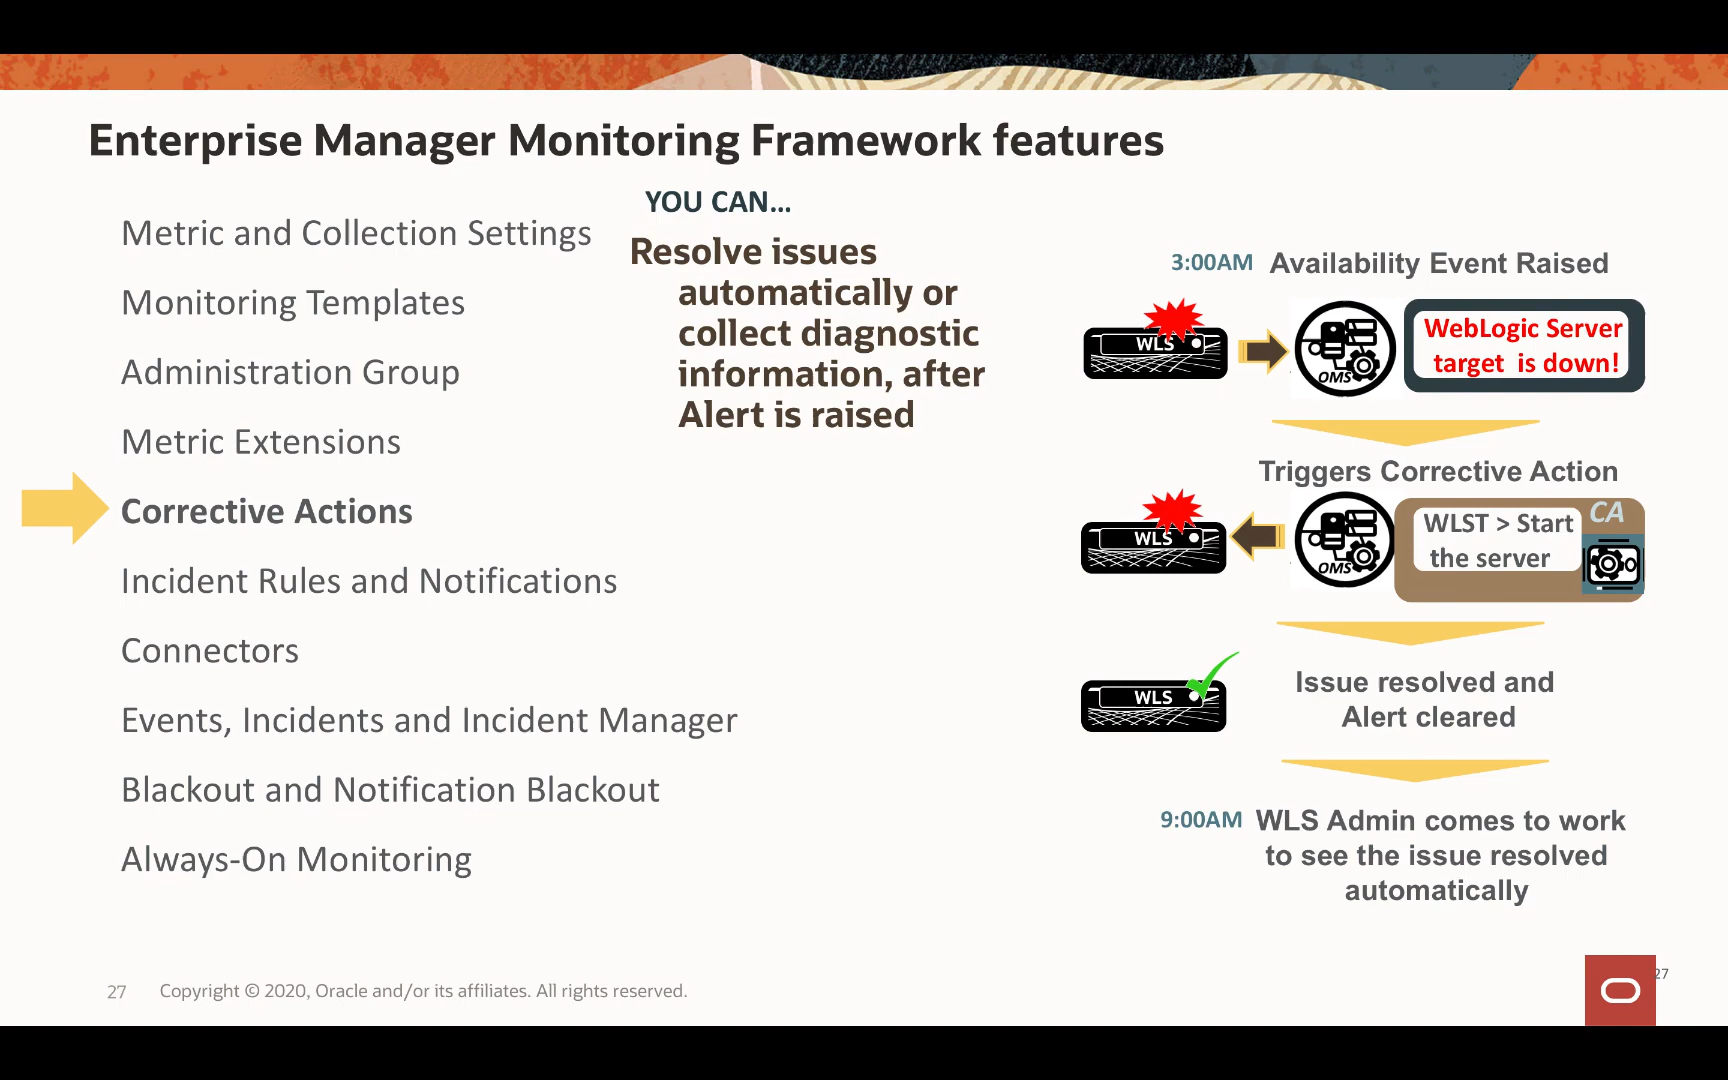 Enterprise Manager Monitoring Framework features
Metric and Collection Settings
Monitoring Templates
Administration Group
Metric Extensions
Corrective Actions
Incident Rules and Notifications
Connectors
Events, Incidents and Incident Manager
Blackout and Notification Blackout
Always-On Monitoring
YOU CAN...
Resolve issues
automatically or
collect diagnostic
information, after
Alert is raised
3:00AM Availability Event Raised
WLS
OMS
WebLogic Server
target is down!
Triggers Corrective Action
WLS
OMS
WLST > Start
the server
CA
WLS
Issue resolved and
Alert cleared
9:00AM WLS Admin comes to work
to see the issue resolved
automatically
27 Copyright © 2020, Oracle and/or its affiliates. All rights reserved.
27